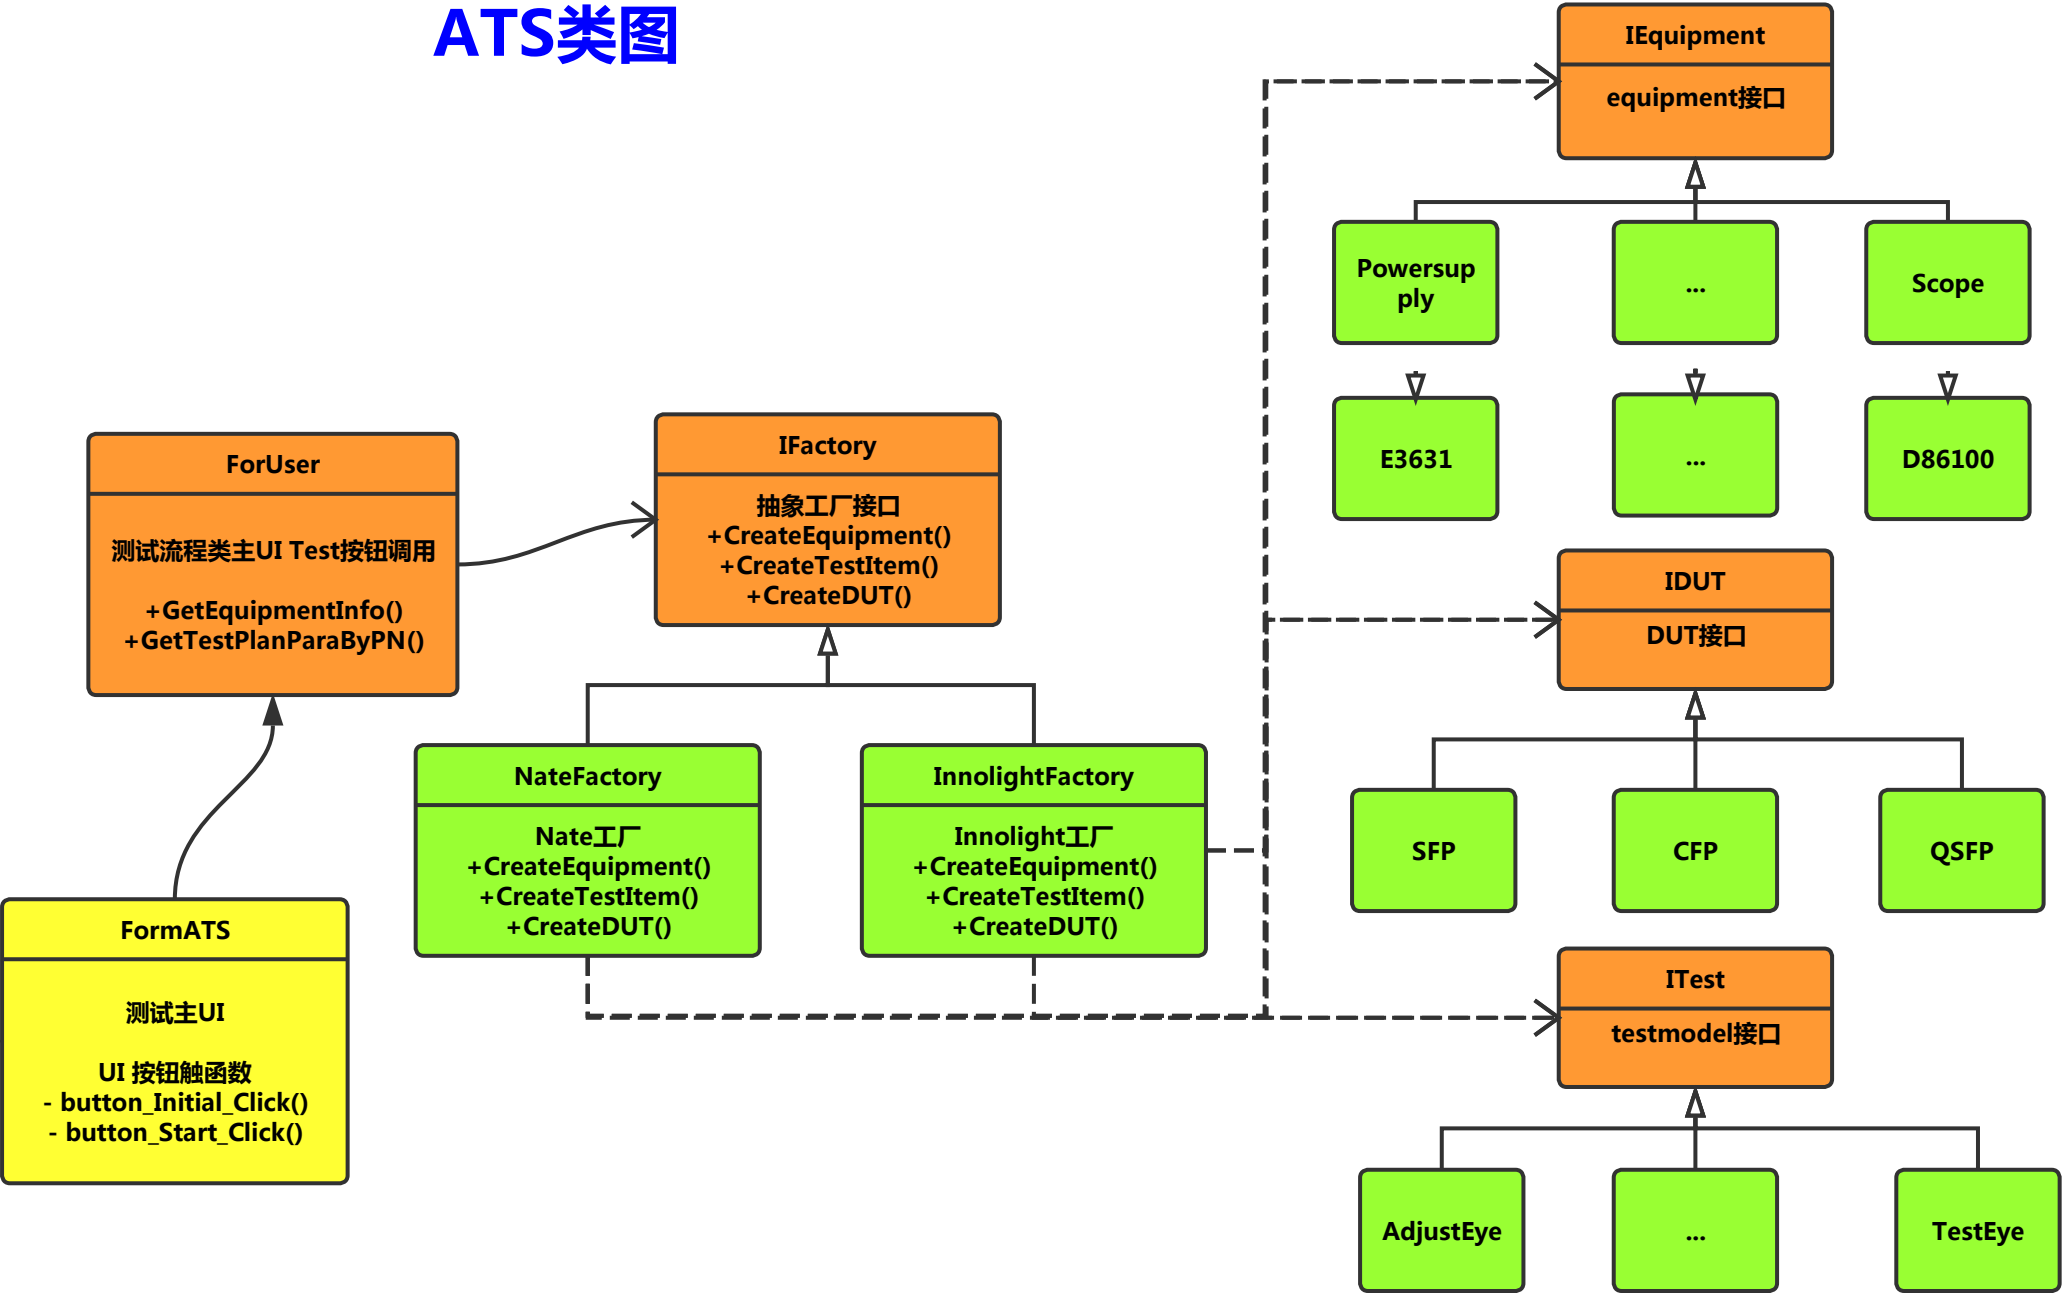 ATS类图
IEquipment
equipment接口
Powersup
ply
...
Scope
E3631
...
D86100
ForUser
测试流程类主UI Test按钮调用
+GetEquipmentInfo()
+GetTestPlanParaByPN()
IFactory
抽象工厂接口
+CreateEquipment()
+CreateTestItem()
+CreateDUT()
IDUT
DUT接口
NateFactory
Nate工厂
+CreateEquipment()
+CreateTestItem()
+CreateDUT()
InnolightFactory
Innolight工厂
+CreateEquipment()
+CreateTestItem()
+CreateDUT()
SFP
CFP
QSFP
FormATS
测试主UI
UI 按钮触函数
- button_Initial_Click()
- button_Start_Click()
ITest
testmodel接口
AdjustEye
...
TestEye